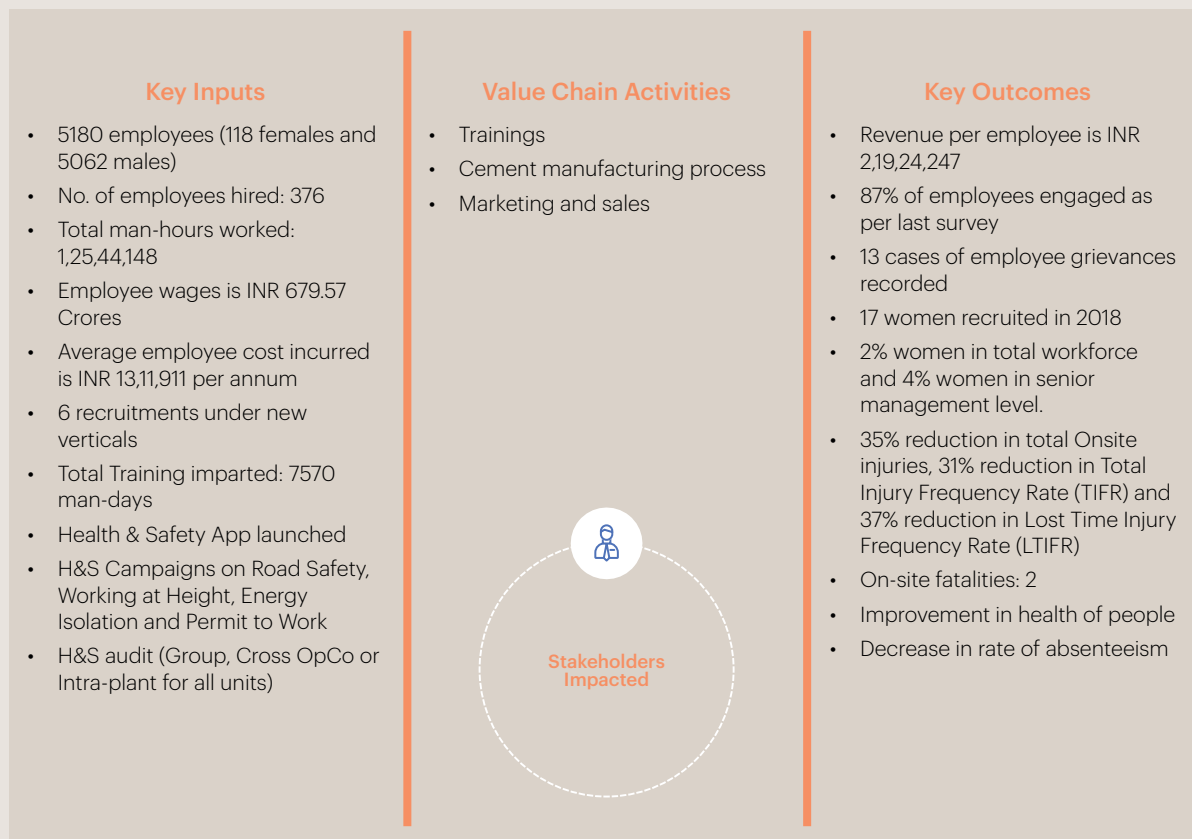 Key Inputs
• 5180 employees (118 females and
5062 males)
• No. of employees hired: 376
• Total man-hours worked:
1,25,44,148
• Employee wages is INR 679.57
Crores
• Average employee cost incurred
is INR 13,11,911 per annum
• 6 recruitments under new
verticals
• Total Training imparted: 7570
man-days
• Health & Safety App launched
• H&S Campaigns on Road Safety,
Working at Height, Energy
Isolation and Permit to Work
• H&S audit (Group, Cross OpCo or
Intra-plant for all units)
Value Chain Activities
• Trainings
• Cement manufacturing process
• Marketing and sales
Stakeholders
Impacted
Key Outcomes
• Revenue per employee is INR
2,19,24,247
• 87% of employees engaged as
per last survey
• 13 cases of employee grievances
recorded
• 17 women recruited in 2018
• 2% women in total workforce
and 4% women in senior
management level.
• 35% reduction in total Onsite
injuries, 31% reduction in Total
Injury Frequency Rate (TIFR) and
37% reduction in Lost Time Injury
Frequency Rate (LTIFR)
• On-site fatalities: 2
• Improvement in health of people
• Decrease in rate of absenteeism